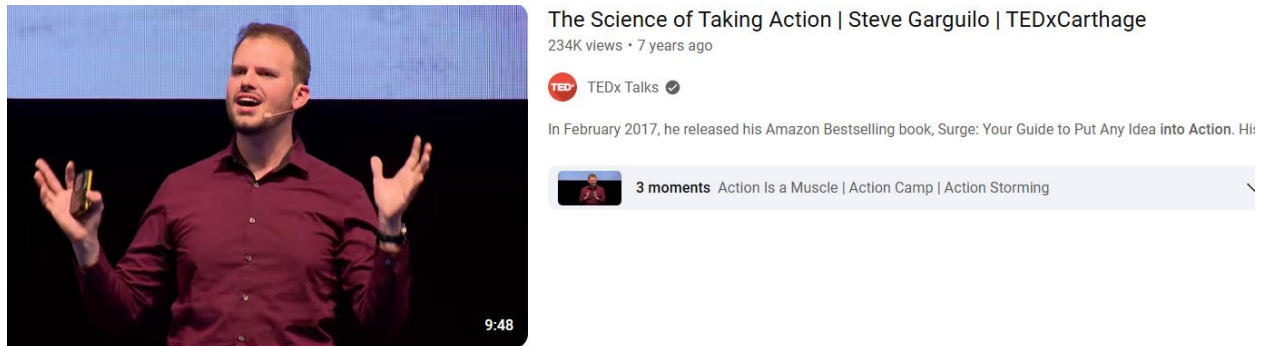 The Science of Taking Action | Steve Garguilo | TEDxCarthage
234K views • 7 years ago
TEDx
TEDx Talks
In February 2017, he released his Amazon Bestselling book, Surge: Your Guide to Put Any Idea into Action. His
3 moments Action Is a Muscle | Action Camp | Action Storming
9:48